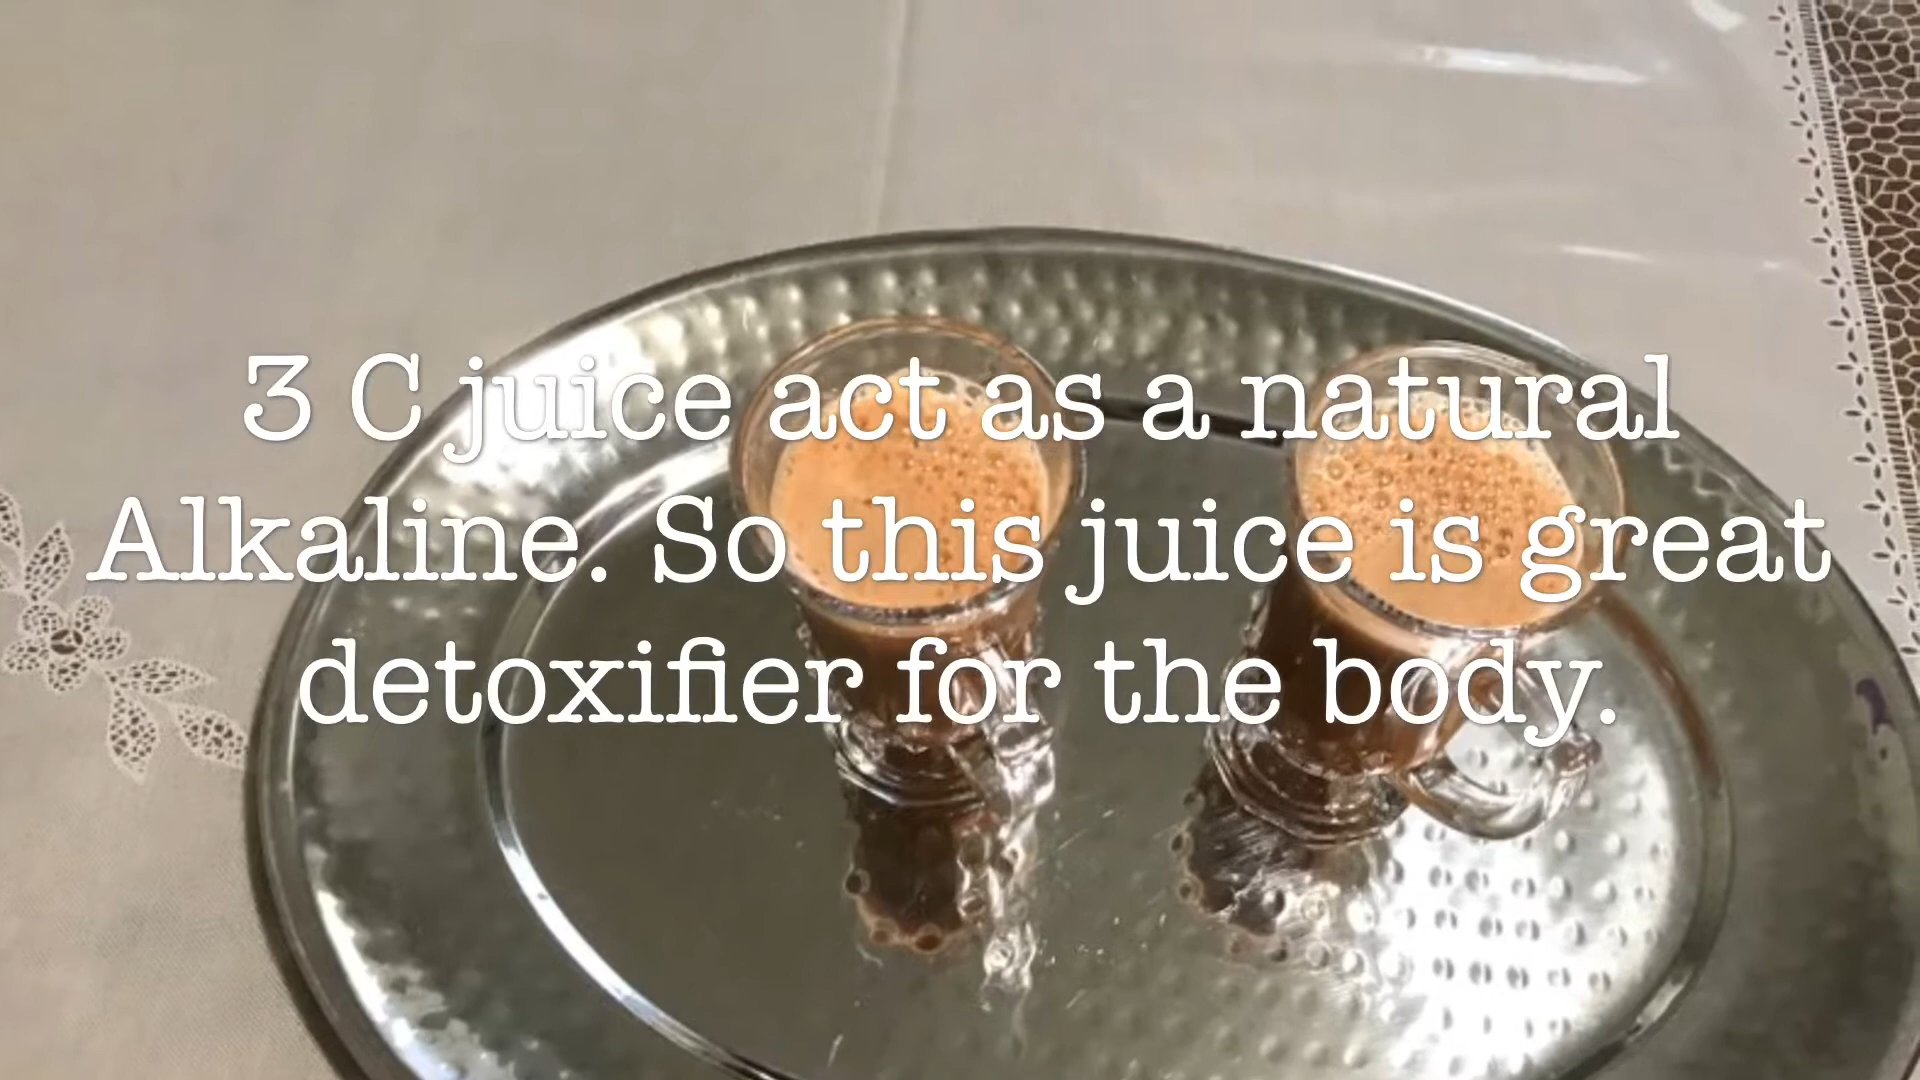 3 C juice act as a natural
Alkaline. So this juice is great
detoxifier for the body.